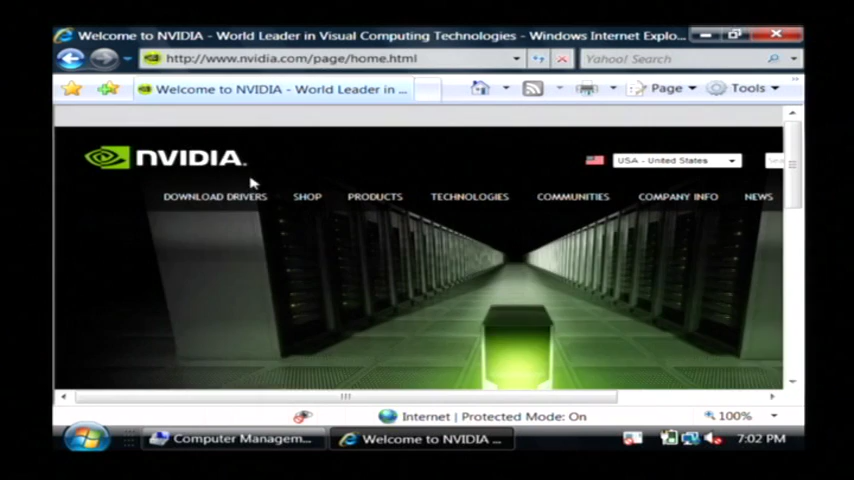 Welcome to NVIDIA - World Leader in Visual Computing Technologies - Windows Internet Explo...
http://www.nvidia.com/page/home.html
Yahoo! Search
Welcome to NVIDIA - World Leader in ...
Page
Tools
NVIDIA.
USA - United States
DOWNLOAD DRIVERS
SHOP
PRODUCTS
TECHNOLOGIES
COMMUNITIES
COMPANY INFO
NEWS
Internet | Protected Mode: On
100%
Computer Managem...
Welcome to NVIDIA ...
7:02 PM